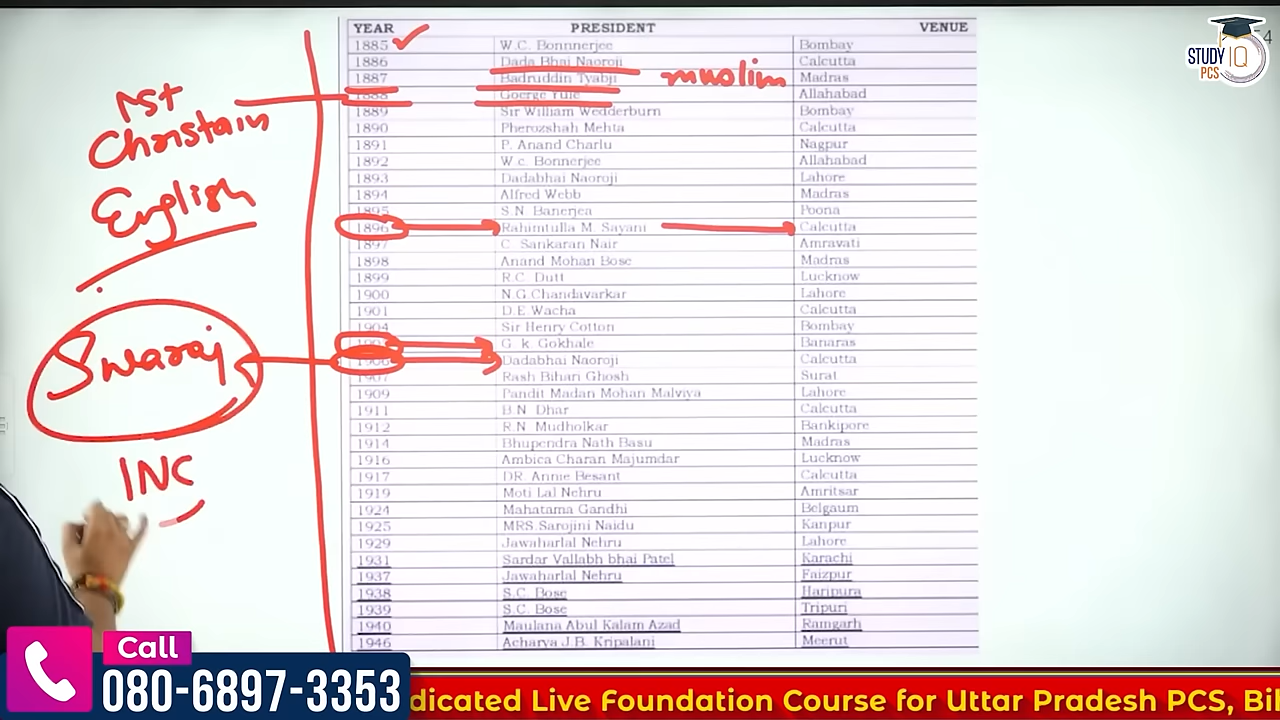 YEAR PRESIDENT VENUE
1885 W.C. Bonnnerjee Bombay
1886 Dada Bhai Naoroji Calcutta
1887 Badruddin Tyabji muslim Madras
1888 Goerge Yule Allahabad
1889 Sir William Wedderburn Bombay
1890 Pherozshah Mehta Calcutta
1891 P. Anand Charlu Nagpur
1892 W.c. Bonnerjee Allahabad
1893 Dadabhai Naoroji Lahore
1894 Alfred Webb Madras
1895 S.N. Banerjea Poona
1896 Rahimtulla M. Sayani Calcutta
1897 C. Sankaran Nair Amravati
1898 Anand Mohan Bose Madras
1899 R.C. Dutt Lucknow
1900 N.G.Chandavarkar Lahore
1901 D.E Wacha Calcutta
1904 Sir Henry Cotton Bombay
G. k. Gokhale Banaras
1906 Dadabhai Naoroji Calcutta
1907 Rash Bihari Ghosh Surat
1909 Pandit Madan Mohan Malviya Lahore
1911 B.N Dhar Calcutta
1912 R.N. Mudholkar Bankipore
1914 Bhupendra Nath Basu Madras
1916 Ambica Charan Majumdar Lucknow
1917 DR. Annie Besant Calcutta
1919 Moti Lal Nehru Amritsar
1924 Mahatama Gandhi Belgaum
1925 MRS.Sarojini Naidu Kanpur
1929 Jawaharlal Nehru Lahore
1931 Sardar Vallabh bhai Patel Karachi
1937 Jawaharlal Nehru Faizpur
1938 S.C. Bose Haripura
1939 S.C. Bose Tripuri
1940 Maulana Abul Kalam Azad Ramgarh
1946 Acharya J.B. Kripalani Meerut
1st
Christain
English
Swaraj
INC
STUDY IQ
PCS
Call
080-6897-3353
dicated Live Foundation Course for Uttar Pradesh PCS, Bi